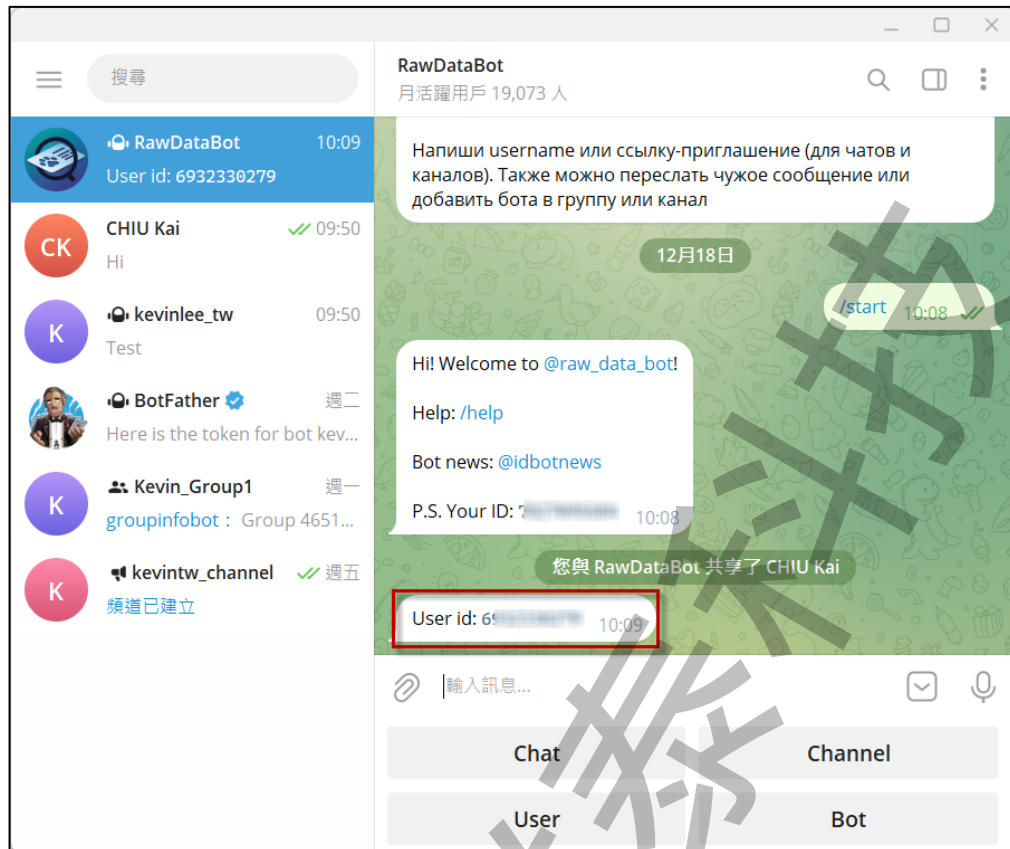 搜尋
RawDataBot 10:09
User id: 6932330279
CHIU Kai 09:50
Hi
kevinlee_tw 09:50
Test
BotFather 週二
Here is the token for bot kev...
Kevin_Group1 週一
groupinfobot： Group 4651...
kevintw_channel 週五
頻道已建立
RawDataBot
月活躍用戶 19,073 人
Напиши username или ссылку-приглашение (для чатов и
каналов). Также можно переслать чужое сообщение или
добавить бота в группу или канал
12月18日
/start 10:08
Hi! Welcome to @raw_data_bot!
Help: /help
Bot news: @idbotnews
P.S. Your ID: 10:08
您與 RawDataBot 共享了 CHIU Kai
User id: 10:09
輸入訊息...
Chat Channel
User Bot
泰科技